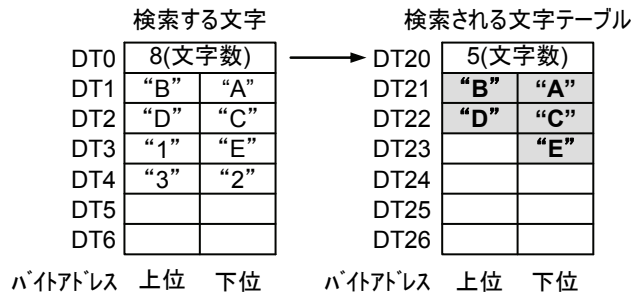 検索する文字 検索される文字テーブル
DT0 8(文字数) DT20 5(文字数)
DT1 “B” “A” DT21 “B” “A”
DT2 “D” “C” DT22 “D” “C”
DT3 “1” “E” DT23 “E”
DT4 “3” “2” DT24
DT5 DT25
DT6 DT26
バイトアドレス 上位 下位 バイトアドレス 上位 下位